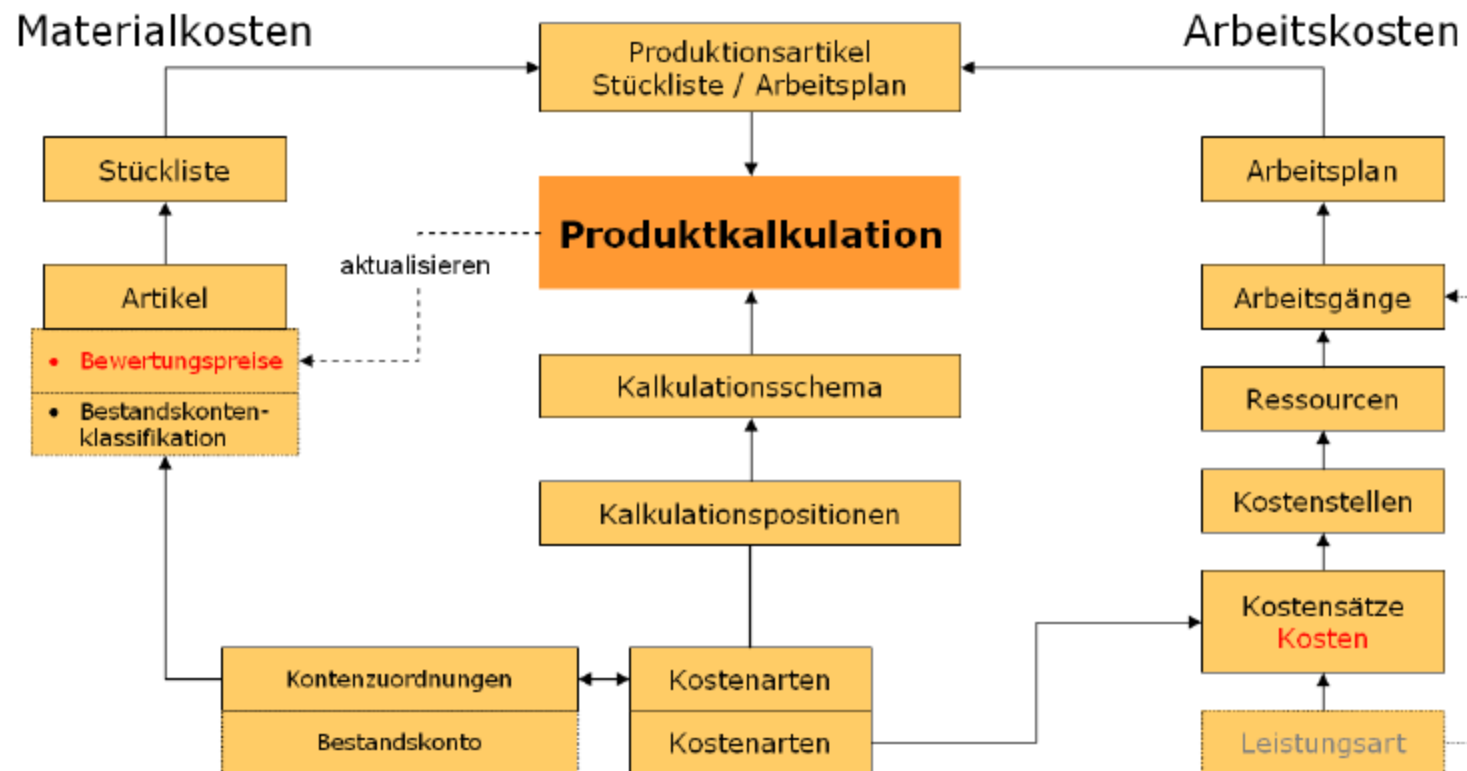 Materialkosten
Arbeitskosten
Produktionsartikel
Stückliste / Arbeitsplan
Stückliste
Arbeitsplan
Produktkalkulation
aktualisieren
Artikel
Arbeitsgänge
• Bewertungspreise
• Bestandskonten-
klassifikation
Kalkulationsschema
Ressourcen
Kalkulationspositionen
Kostenstellen
Kostensätze
Kosten
Kontenzuordnungen
Kostenarten
Bestandskonto
Kostenarten
Leistungsart